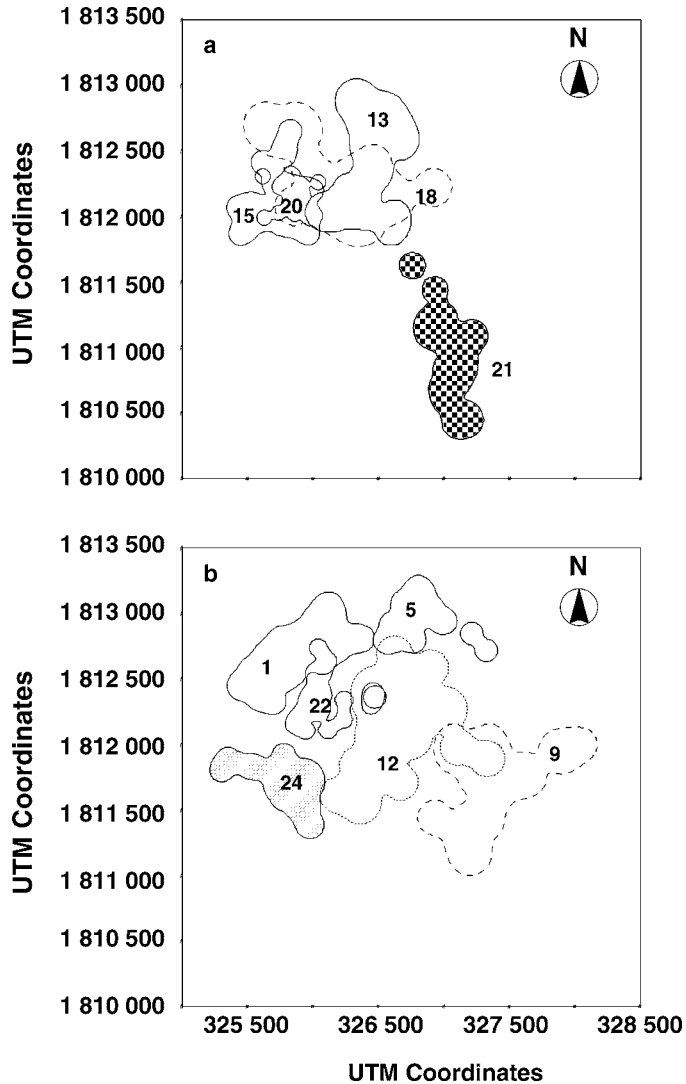 1 813 500
a
N
1 813 000
13
1 812 500
18
20
15
1 812 000
1 811 500
1 811 000
21
1 810 500
1 810 000
UTM Coordinates
1 813 500
b
N
1 813 000
5
1
1 812 500
22
1 812 000
9
12
24
1 811 500
1 811 000
1 810 500
1 810 000
UTM Coordinates
325 500 326 500 327 500 328 500
UTM Coordinates